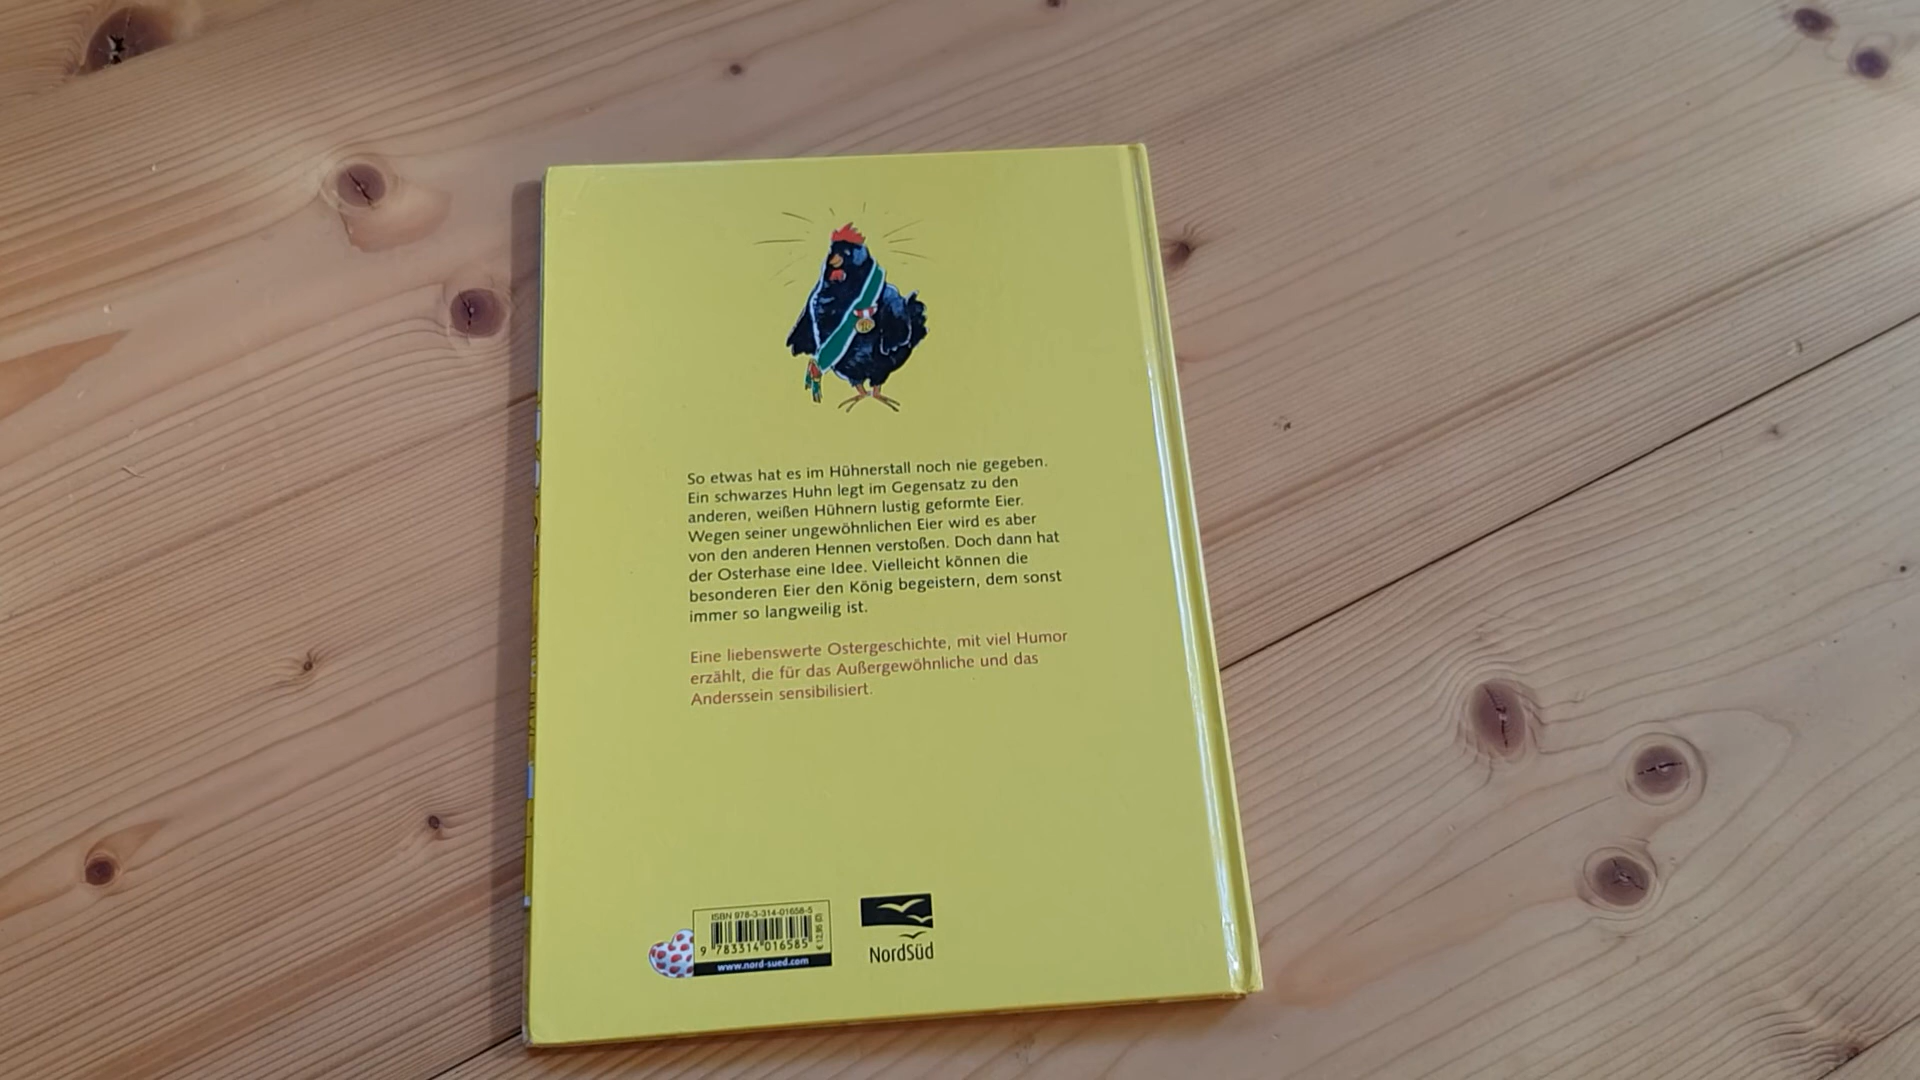 So etwas hat es im Hühnerstall noch nie gegeben.
Ein schwarzes Huhn legt im Gegensatz zu den
anderen, weißen Hühnern lustig geformte Eier.
Wegen seiner ungewöhnlichen Eier wird es aber
von den anderen Hennen verstoßen. Doch dann hat
der Osterhase eine Idee. Vielleicht können die
besonderen Eier den König begeistern, dem sonst
immer so langweilig ist.
Eine liebenswerte Ostergeschichte, mit viel Humor
erzählt, die für das Außergewöhnliche und das
Anderssein sensibilisiert.
ISBN 978-3-314-01658-5
9 783314 016585
€ 12,95 (D)
www.nord-sued.com
NordSüd